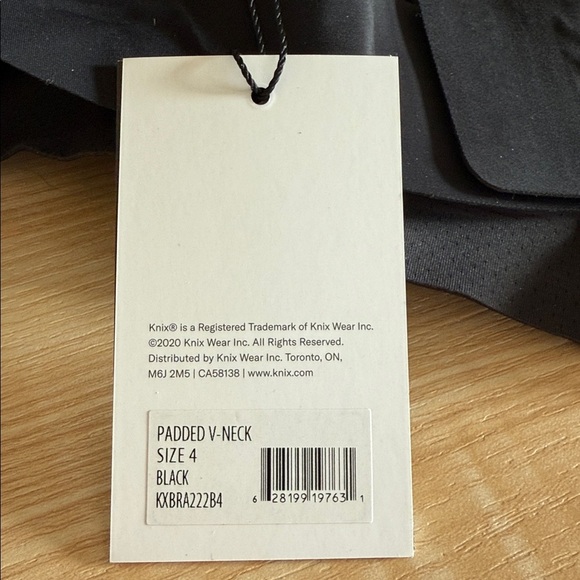 Knix® is a Registered Trademark of Knix Wear Inc.
©2020 Knix Wear Inc. All Rights Reserved.
Distributed by Knix Wear Inc. Toronto, ON,
M6J 2M5 | CA58138 | www.knix.com
PADDED V-NECK
SIZE 4
BLACK
KXBRA222B4
6 28199 19763 1